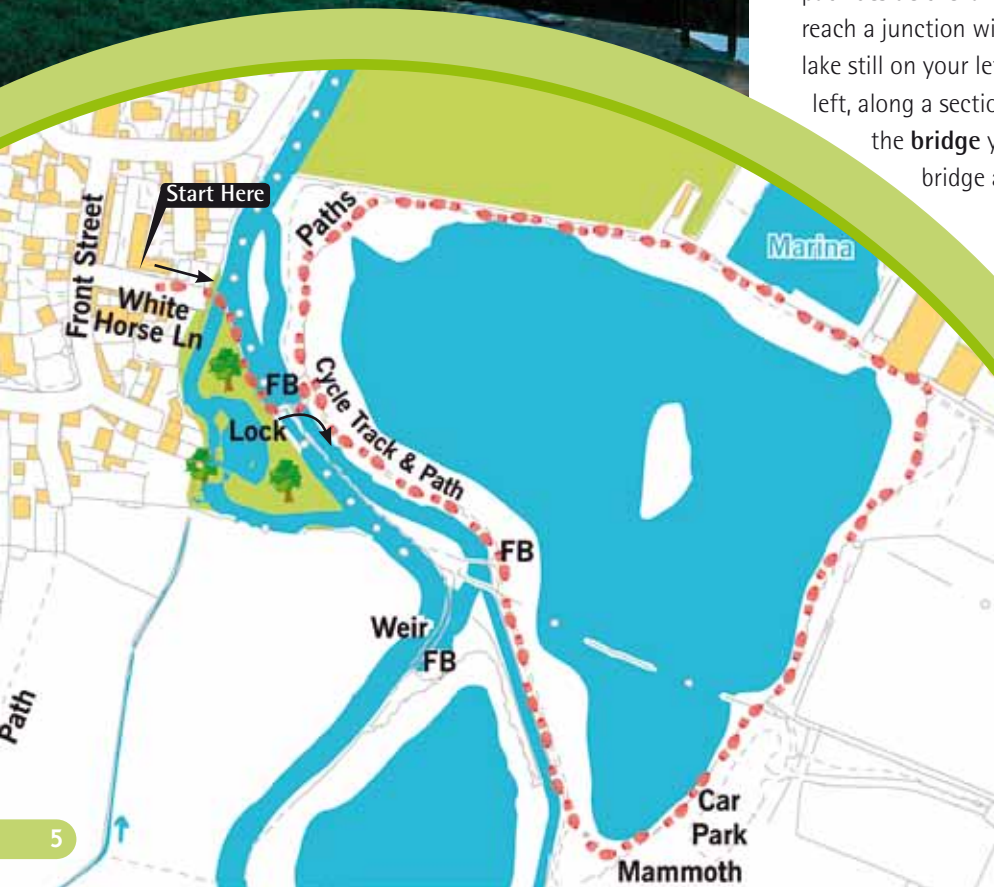 reach a junction wi
lake still on your le
left, along a sectio
the bridge y
bridge a
Start Here
Paths
Marina
Front Street
White
Horse Ln
FB
Lock
Cycle Track & Path
FB
Weir
FB
Path
Car
Park
Mammoth
5